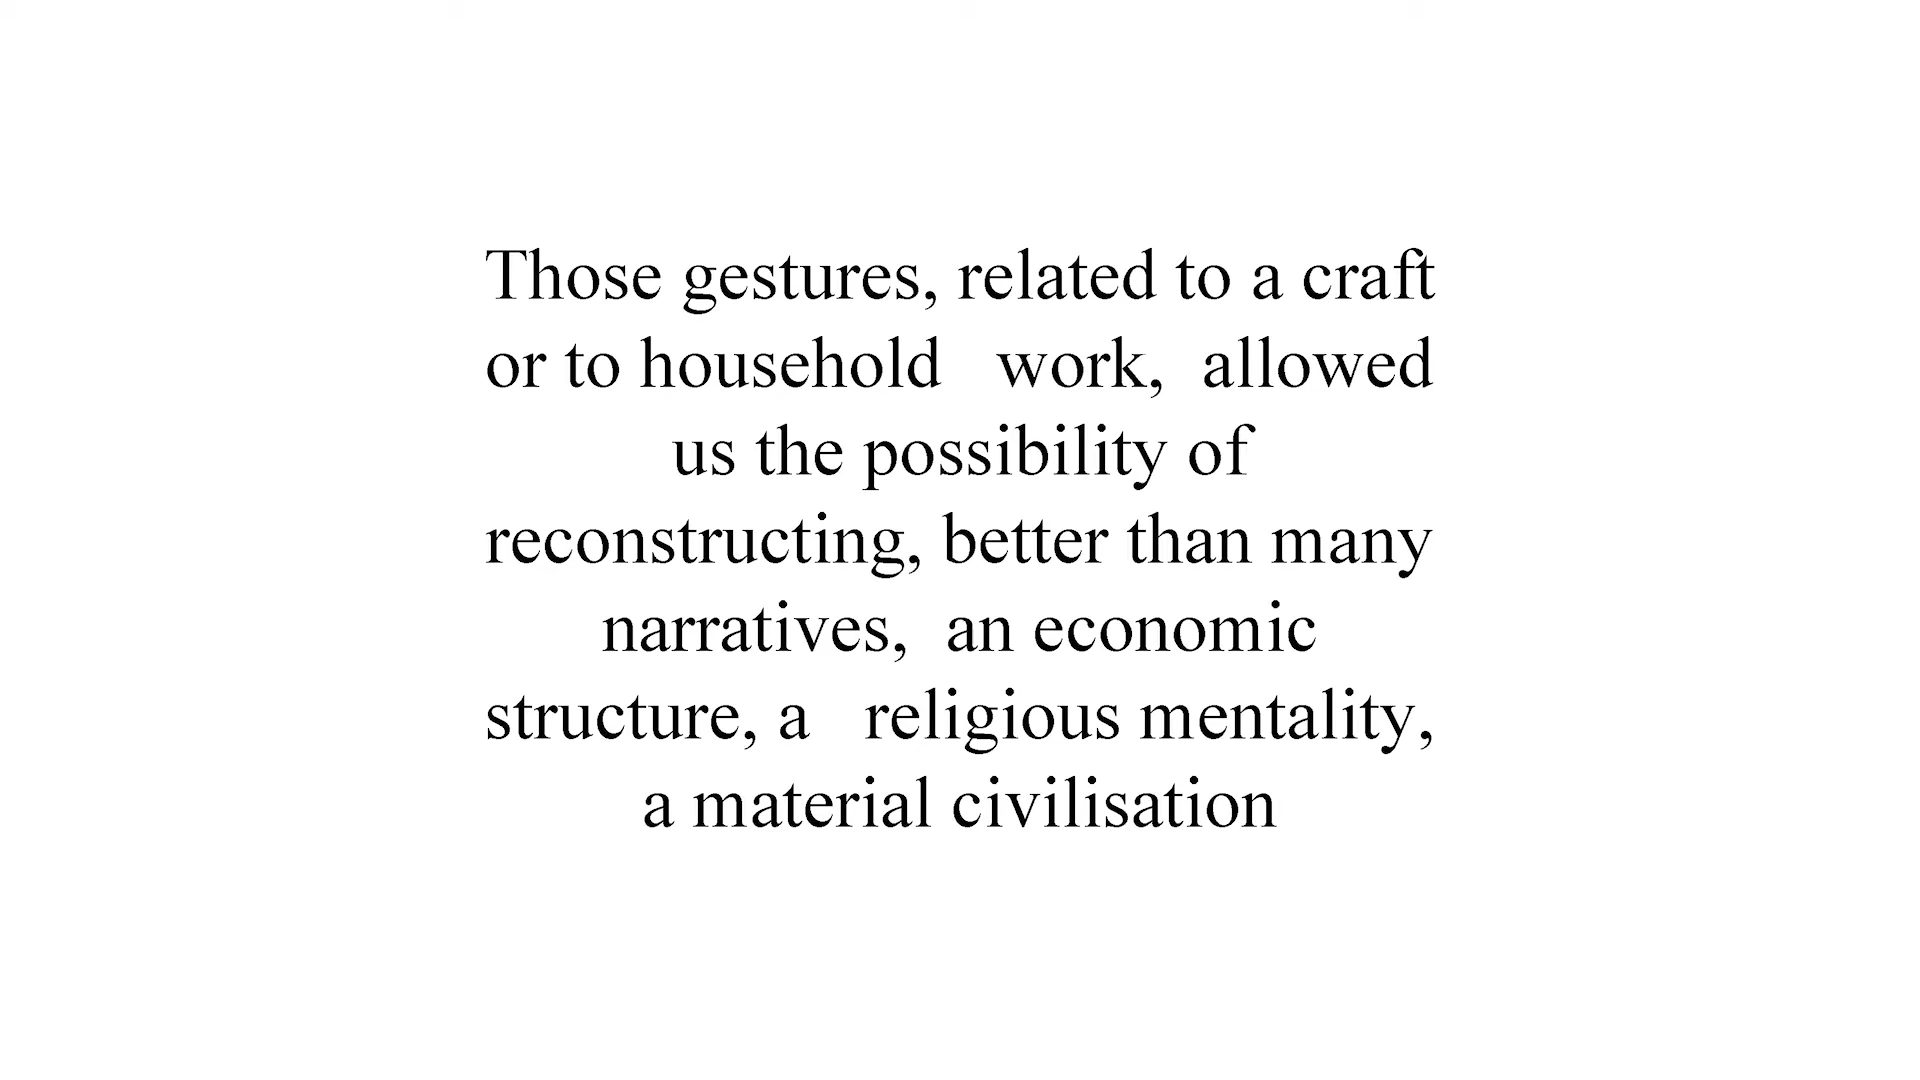 Those gestures, related to a craft
or to household   work,  allowed
us the possibility of
reconstructing, better than many
narratives,  an economic
structure, a   religious mentality,
a material civilisation